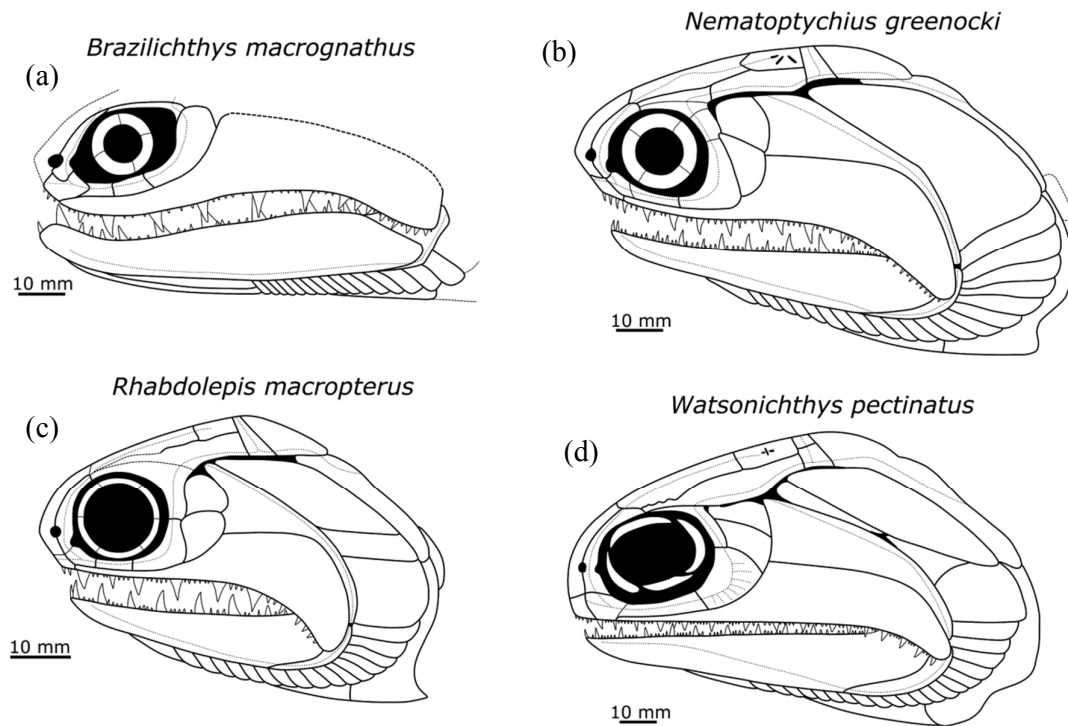 Brazilichthys macrognathus
(a)
10 mm
Nematoptychius greenocki
(b)
10 mm
Rhabdolepis macropterus
(c)
10 mm
Watsonichthys pectinatus
(d)
10 mm